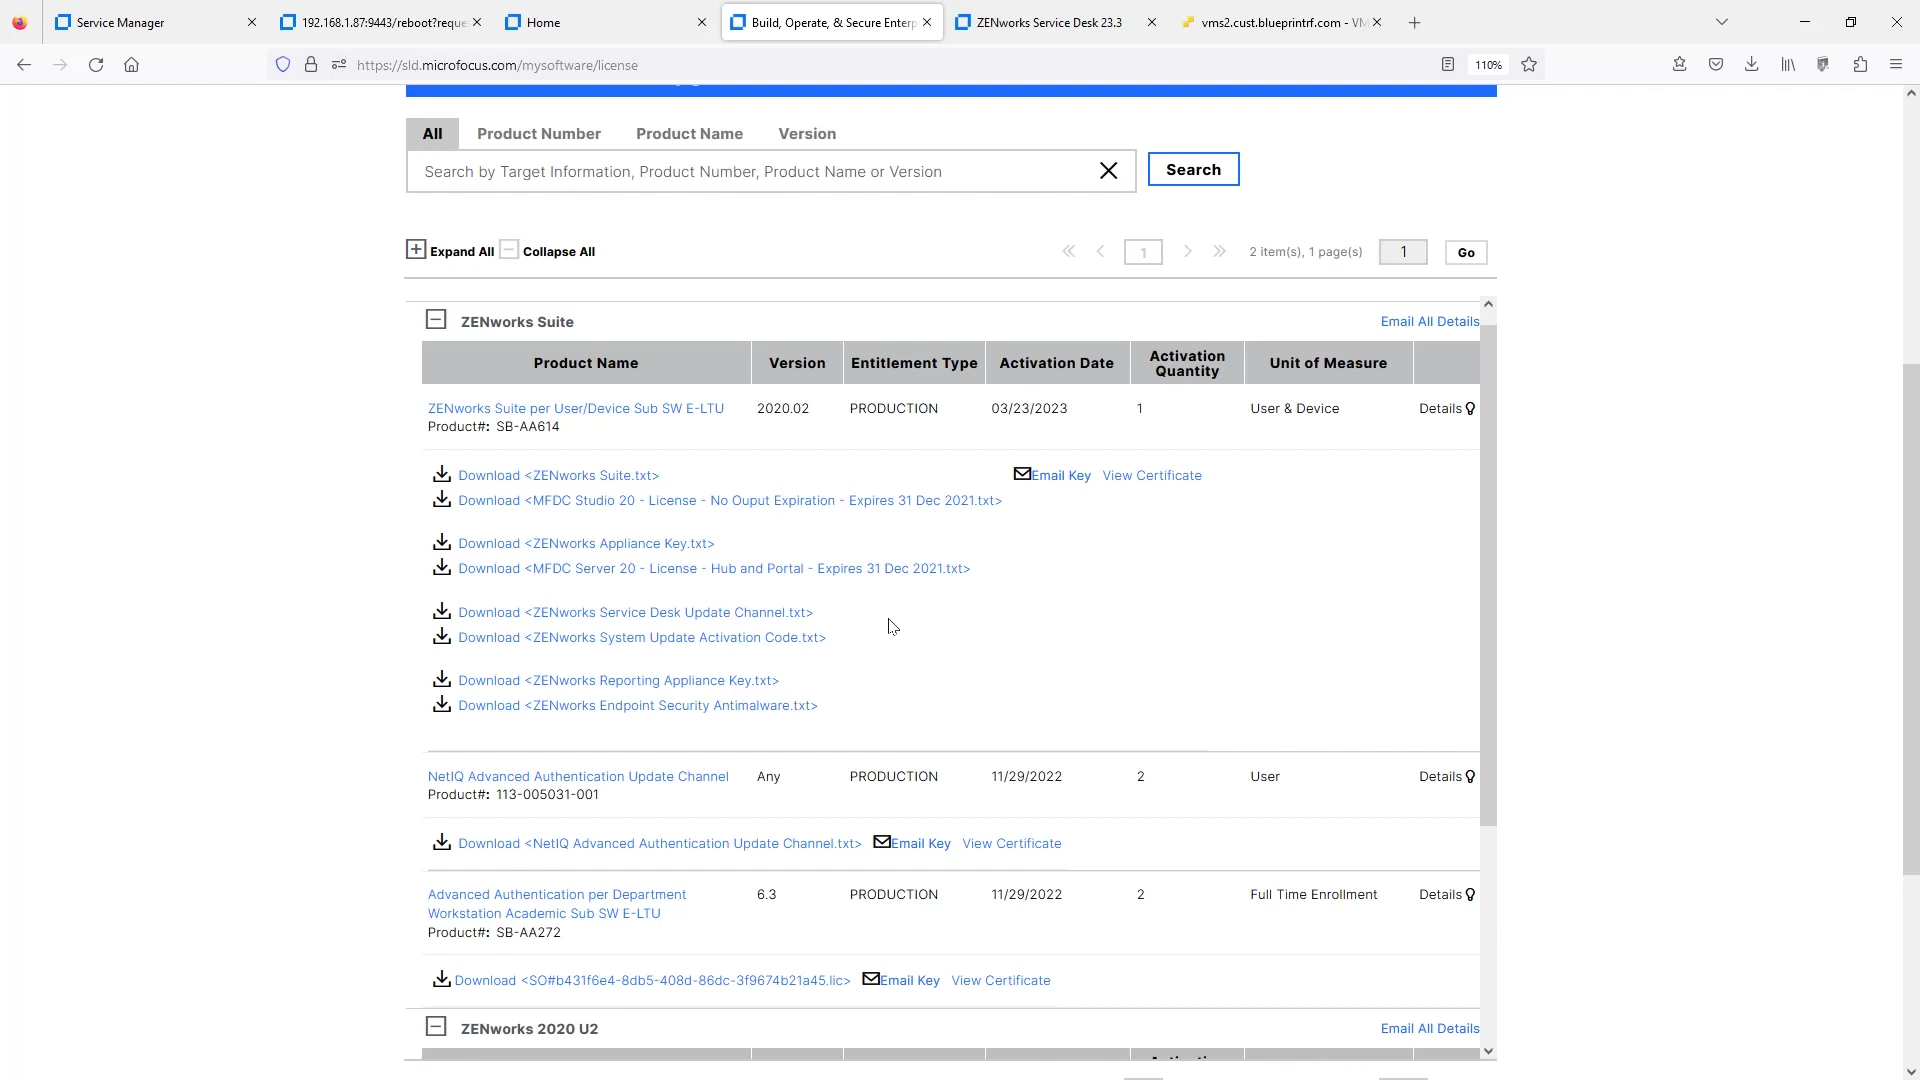 Service Manager
192.168.1.87:9443/reboot?reque
Home
Build, Operate, & Secure Enterp
ZENworks Service Desk 23.3
vms2.cust.blueprintrf.com - VM
https://sld.microfocus.com/mysoftware/license
110%
All
Product Number
Product Name
Version
Search by Target Information, Product Number, Product Name or Version
Search
Expand All
Collapse All
1
2 item(s), 1 page(s)
1
Go
ZENworks Suite
Email All Details
Product Name
Version
Entitlement Type
Activation Date
Activation Quantity
Unit of Measure
ZENworks Suite per User/Device Sub SW E-LTU
2020.02
PRODUCTION
03/23/2023
1
User & Device
Details
Product#: SB-AA614
Download <ZENworks Suite.txt>
Email Key
View Certificate
Download <MFDC Studio 20 - License - No Ouput Expiration - Expires 31 Dec 2021.txt>
Download <ZENworks Appliance Key.txt>
Download <MFDC Server 20 - License - Hub and Portal - Expires 31 Dec 2021.txt>
Download <ZENworks Service Desk Update Channel.txt>
Download <ZENworks System Update Activation Code.txt>
Download <ZENworks Reporting Appliance Key.txt>
Download <ZENworks Endpoint Security Antimalware.txt>
NetIQ Advanced Authentication Update Channel
Any
PRODUCTION
11/29/2022
2
User
Details
Product#: 113-005031-001
Download <NetIQ Advanced Authentication Update Channel.txt>
Email Key
View Certificate
Advanced Authentication per Department
Workstation Academic Sub SW E-LTU
6.3
PRODUCTION
11/29/2022
2
Full Time Enrollment
Details
Product#: SB-AA272
Download <SO#b431f6e4-8db5-408d-86dc-3f9674b21a45.lic>
Email Key
View Certificate
ZENworks 2020 U2
Email All Details